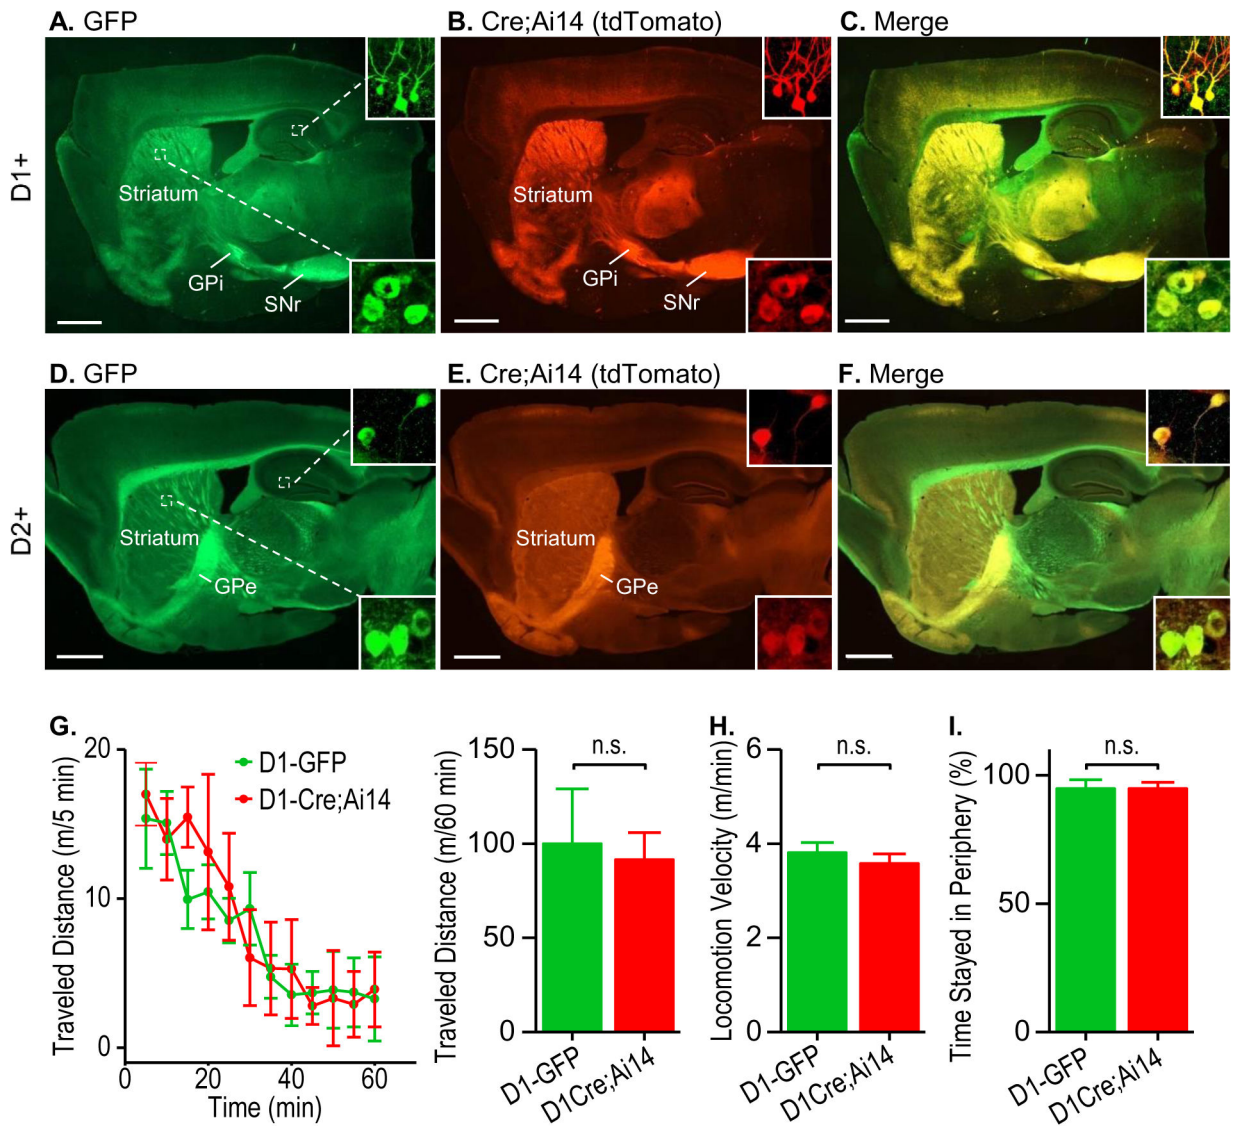 A. GFP
B. Cre;Ai14 (tdTomato)
C. Merge
D1+
Striatum
GPi
SNr
Striatum
GPi
SNr
D. GFP
E. Cre;Ai14 (tdTomato)
F. Merge
D2+
Striatum
GPe
Striatum
GPe
G.
Traveled Distance (m/5 min)
20
10
0
D1-GFP
D1-Cre;Ai14
0
20
40
60
Time (min)
Traveled Distance (m/60 min)
150
100
50
0
n.s.
D1-GFP
D1Cre;Ai14
H.
Locomotion Velocity (m/min)
6
4
2
0
n.s.
D1-GFP
D1Cre;Ai14
I.
Time Stayed in Periphery (%)
100
50
0
n.s.
D1-GFP
D1Cre;Ai14